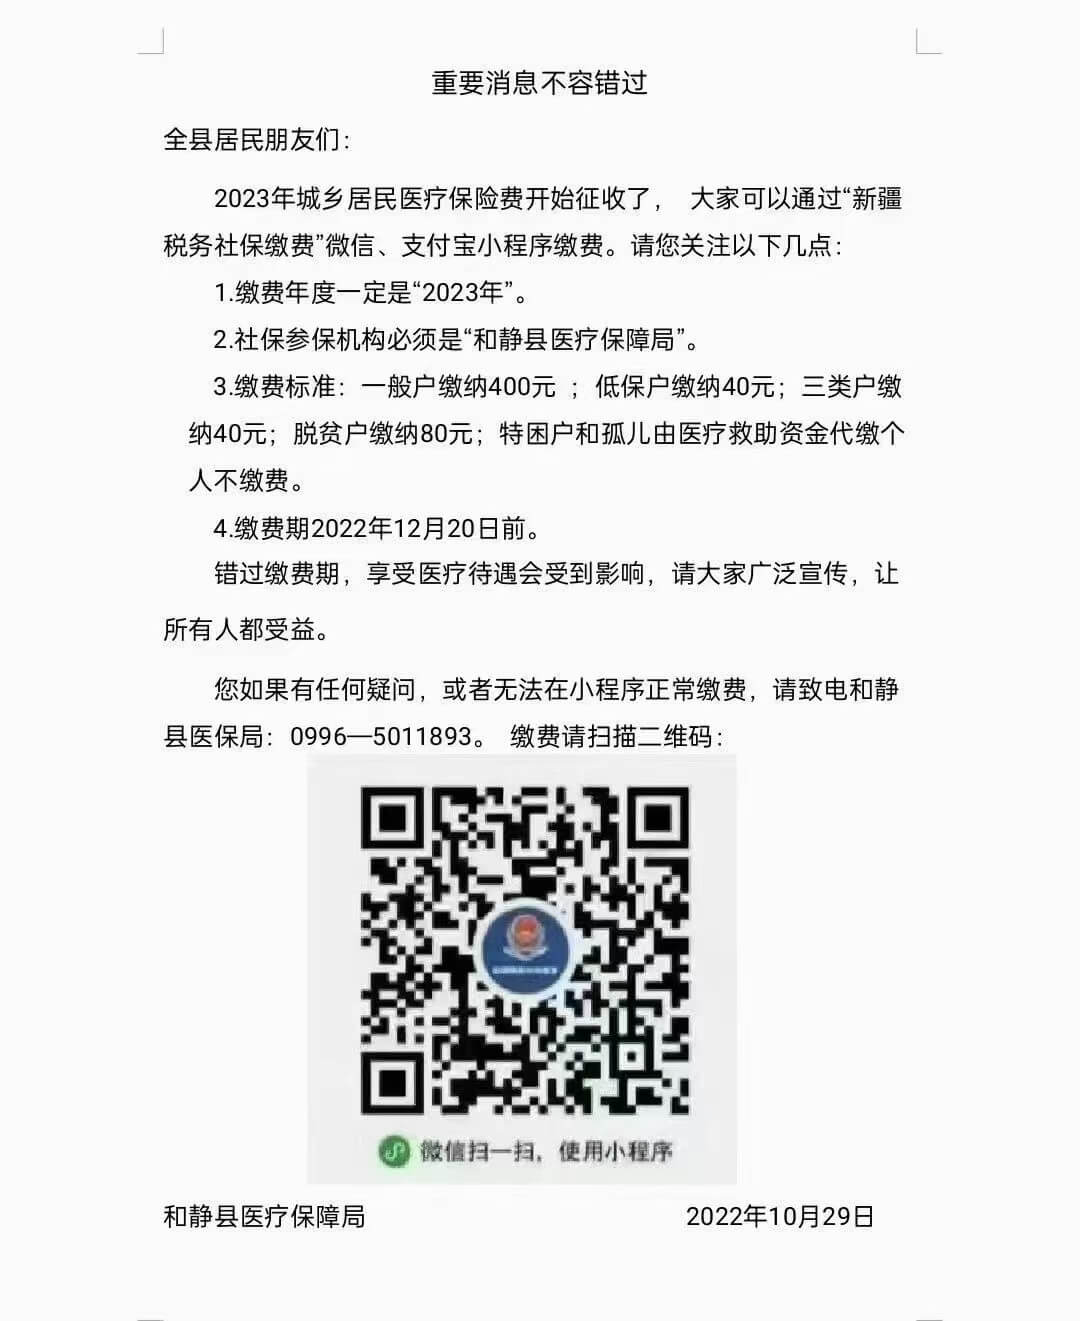 重要消息不容错过
全县居民朋友们：
2023年城乡居民医疗保险费开始征收了， 大家可以通过“新疆
税务社保缴费”微信、支付宝小程序缴费。请您关注以下几点：
1.缴费年度一定是“2023年”。
2.社保参保机构必须是“和静县医疗保障局”。
3.缴费标准：一般户缴纳400元 ；低保户缴纳40元；三类户缴
纳40元；脱贫户缴纳80元；特困户和孤儿由医疗救助资金代缴个
人不缴费。
4.缴费期2022年12月20日前。
错过缴费期，享受医疗待遇会受到影响，请大家广泛宣传，让
所有人都受益。
您如果有任何疑问，或者无法在小程序正常缴费，请致电和静
县医保局：0996—5011893。 缴费请扫描二维码：
微信扫一扫，使用小程序
和静县医疗保障局 2022年10月29日